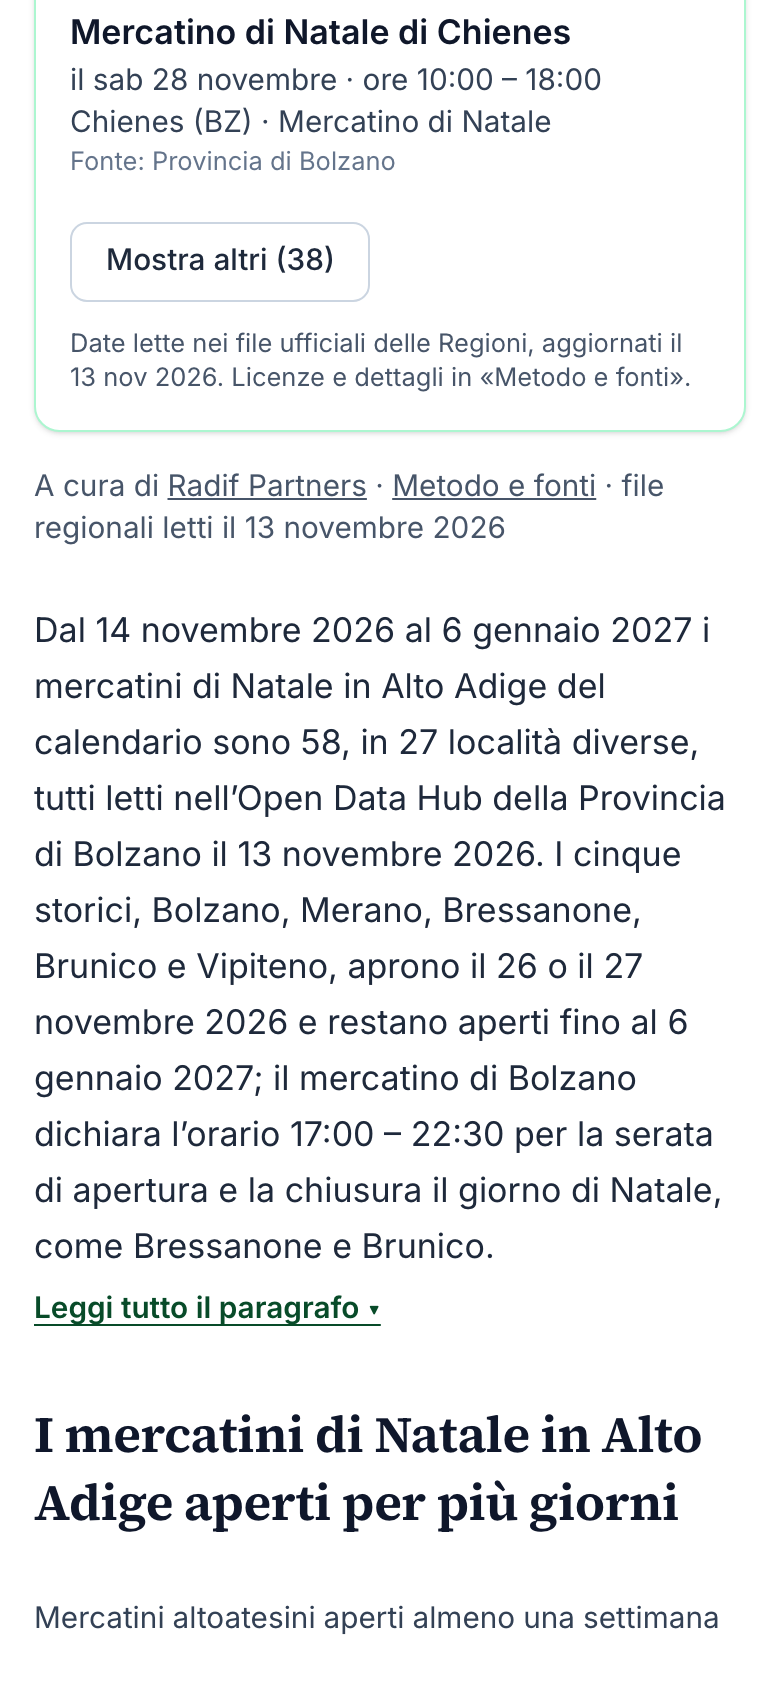 Mercatino di Natale di Chienes
il sab 28 novembre · ore 10:00 – 18:00
Chienes (BZ) · Mercatino di Natale
Fonte: Provincia di Bolzano
Mostra altri (38)
Date lette nei file ufficiali delle Regioni, aggiornati il
13 nov 2026. Licenze e dettagli in «Metodo e fonti».
A cura di Radif Partners · Metodo e fonti · file
regionali letti il 13 novembre 2026
Dal 14 novembre 2026 al 6 gennaio 2027 i
mercatini di Natale in Alto Adige del
calendario sono 58, in 27 località diverse,
tutti letti nell’Open Data Hub della Provincia
di Bolzano il 13 novembre 2026. I cinque
storici, Bolzano, Merano, Bressanone,
Brunico e Vipiteno, aprono il 26 o il 27
novembre 2026 e restano aperti fino al 6
gennaio 2027; il mercatino di Bolzano
dichiara l’orario 17:00 – 22:30 per la serata
di apertura e la chiusura il giorno di Natale,
come Bressanone e Brunico.
Leggi tutto il paragrafo ▾
I mercatini di Natale in Alto
Adige aperti per più giorni
Mercatini altoatesini aperti almeno una settimana